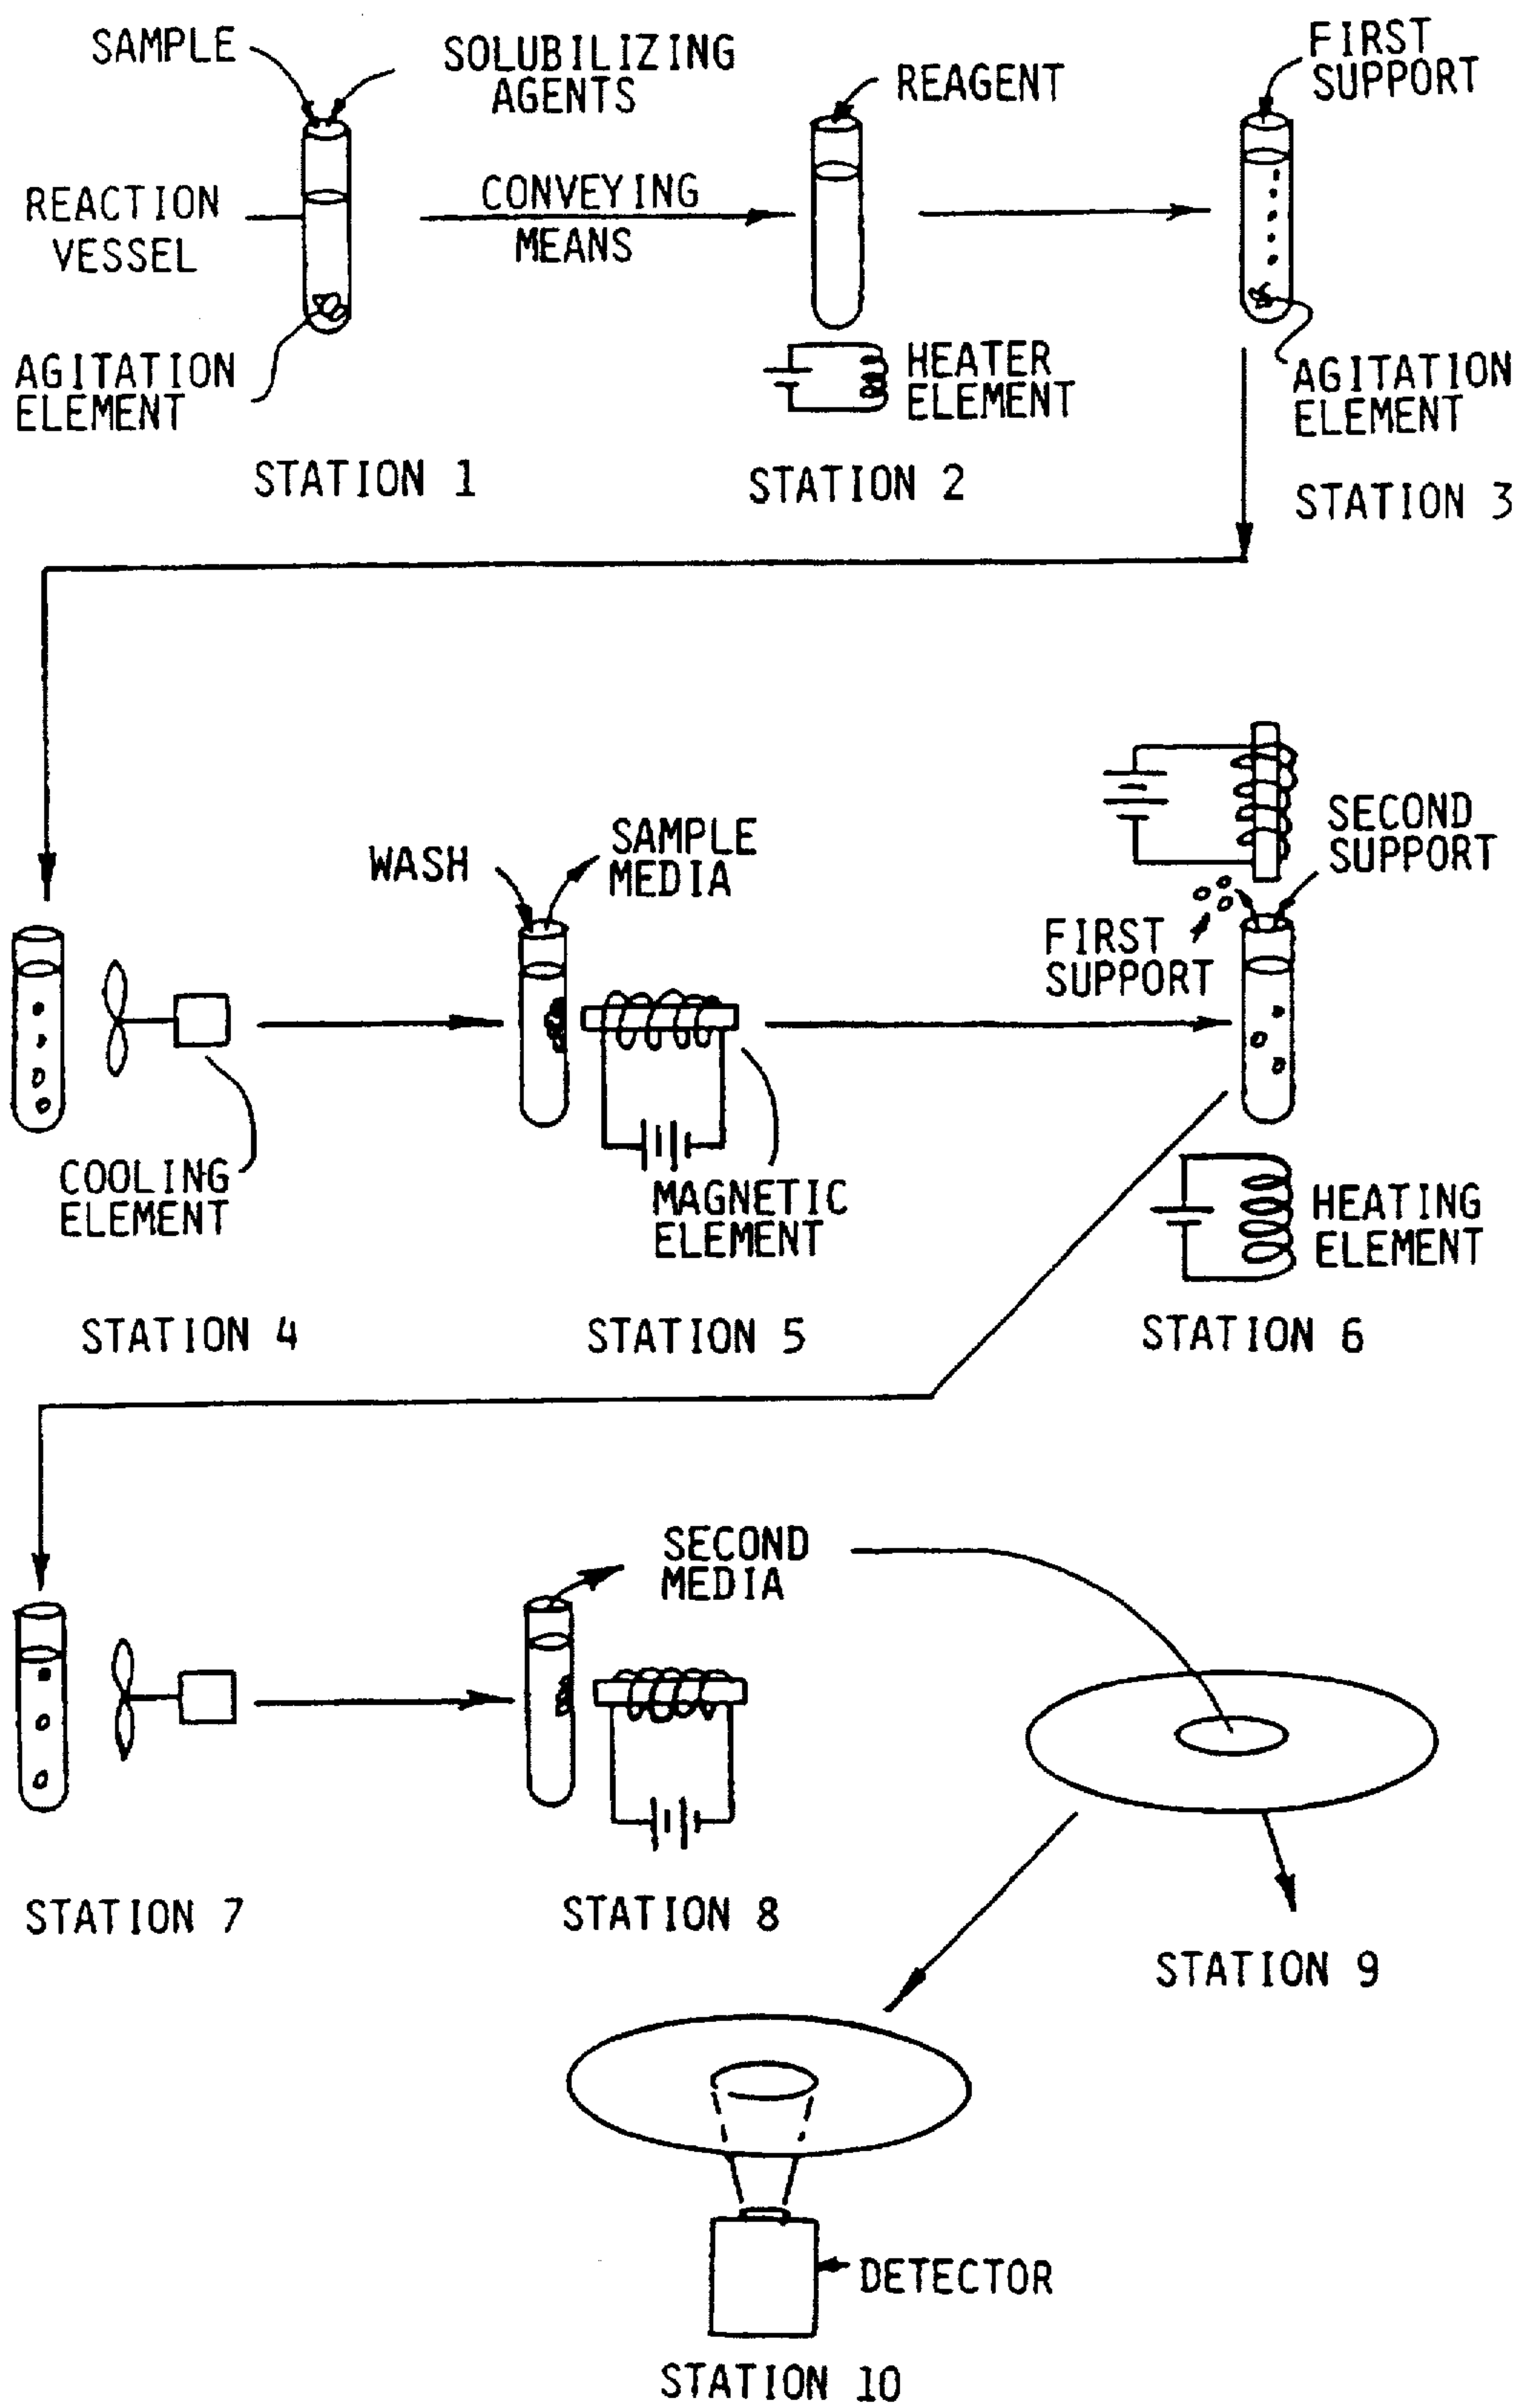 SAMPLE
SOLUBILIZING
AGENTS
REAGENT
FIRST
SUPPORT
REACTION
VESSEL
CONVEYING
MEANS
AGITATION
ELEMENT
HEATER
ELEMENT
AGITATION
ELEMENT
STATION 1
STATION 2
STATION 3
WASH
SAMPLE
MEDIA
SECOND
SUPPORT
FIRST
SUPPORT
COOLING
ELEMENT
MAGNETIC
ELEMENT
HEATING
ELEMENT
STATION 4
STATION 5
STATION 6
SECOND
MEDIA
STATION 7
STATION 8
STATION 9
DETECTOR
STATION 10